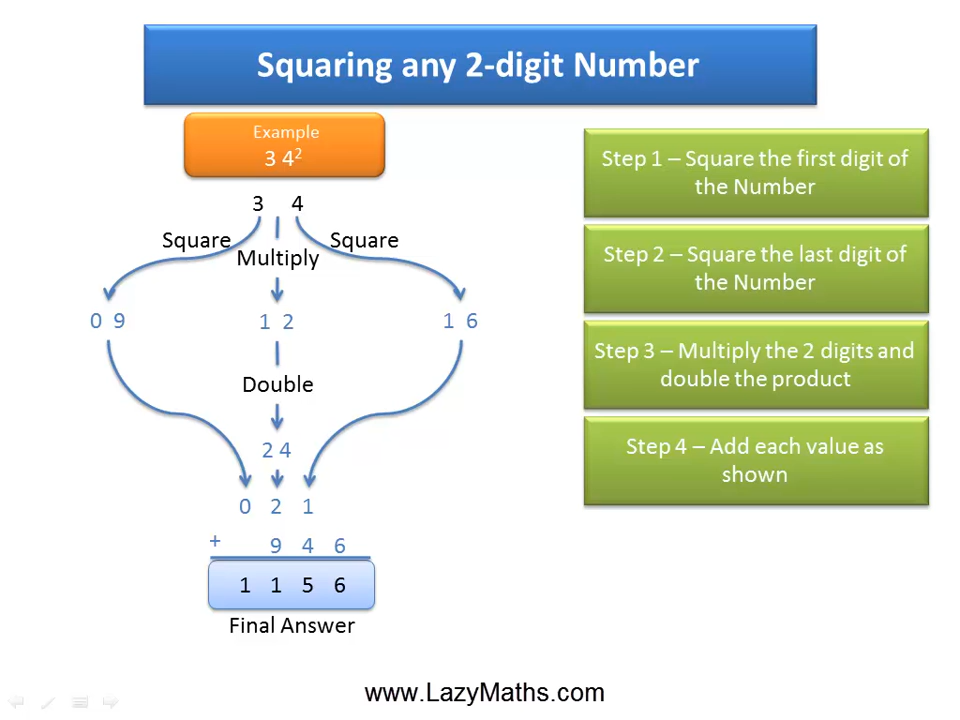 Squaring any 2-digit Number
Example
3 4²
3 4
Square
Multiply
Square
0 9
1 2
1 6
Double
2 4
0 2 1
+ 9 4 6
1 1 5 6
Final Answer
Step 1 – Square the first digit of
the Number
Step 2 – Square the last digit of
the Number
Step 3 – Multiply the 2 digits and
double the product
Step 4 – Add each value as
shown
www.LazyMaths.com